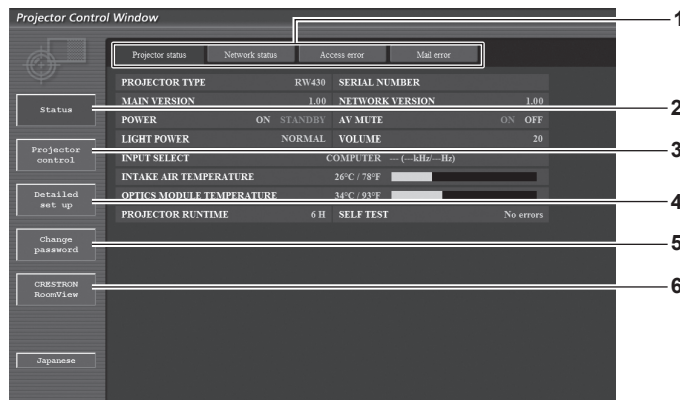 Projector Control Window
1
Projector status Network status Access error Mail error
PROJECTOR TYPE RW430 SERIAL NUMBER
MAIN VERSION 1.00 NETWORK VERSION 1.00
Status
2
POWER ON STANDBY AV MUTE ON OFF
LIGHT POWER NORMAL VOLUME 20
Projector
control
3
INPUT SELECT COMPUTER --- (---kHz/---Hz)
INTAKE AIR TEMPERATURE 26°C / 78°F
Detailed
set up
4
OPTICS MODULE TEMPERATURE 34°C / 93°F
PROJECTOR RUNTIME 6 H SELF TEST No errors
Change
password
5
CRESTRON
RoomView
6
Japanese